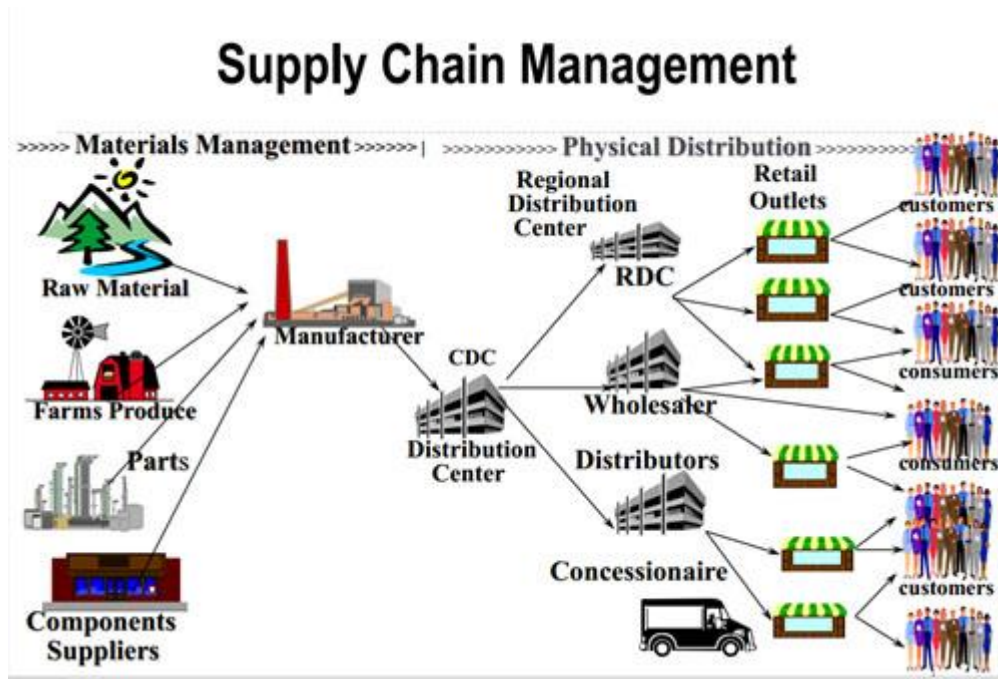 Supply Chain Management
>>>>> Materials Management >>>>>> | >>>>>>>>>>> Physical Distribution >>>>>>>>>>
Regional
Distribution
Center
Retail
Outlets
customers
Raw Material
RDC
customers
Manufacturer
CDC
consumers
Farms Produce
Wholesaler
Distribution
Center
Parts
Distributors
consumers
Concessionaire
customers
Components
Suppliers